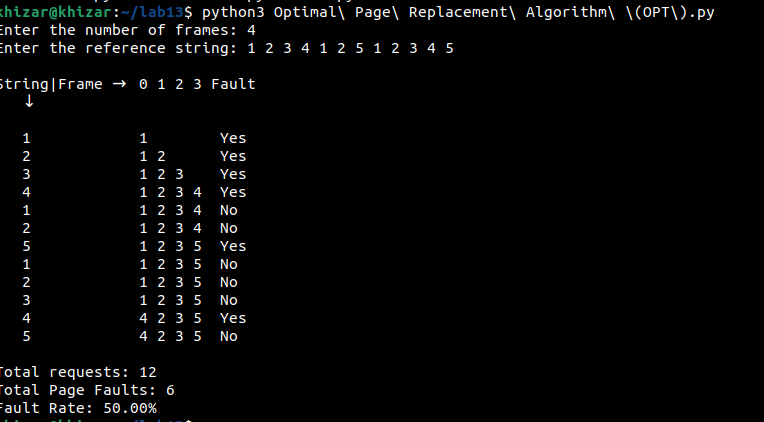 khizar@khizar:~/lab13$ python3 Optimal\ Page\ Replacement\ Algorithm\ \(OPT\).py
Enter the number of frames: 4
Enter the reference string: 1 2 3 4 1 2 5 1 2 3 4 5
String|Frame → 0 1 2 3 Fault
↓
1 1 Yes
2 1 2 Yes
3 1 2 3 Yes
4 1 2 3 4 Yes
1 1 2 3 4 No
2 1 2 3 4 No
5 1 2 3 5 Yes
1 1 2 3 5 No
2 1 2 3 5 No
3 1 2 3 5 No
4 4 2 3 5 Yes
5 4 2 3 5 No
Total requests: 12
Total Page Faults: 6
Fault Rate: 50.00%